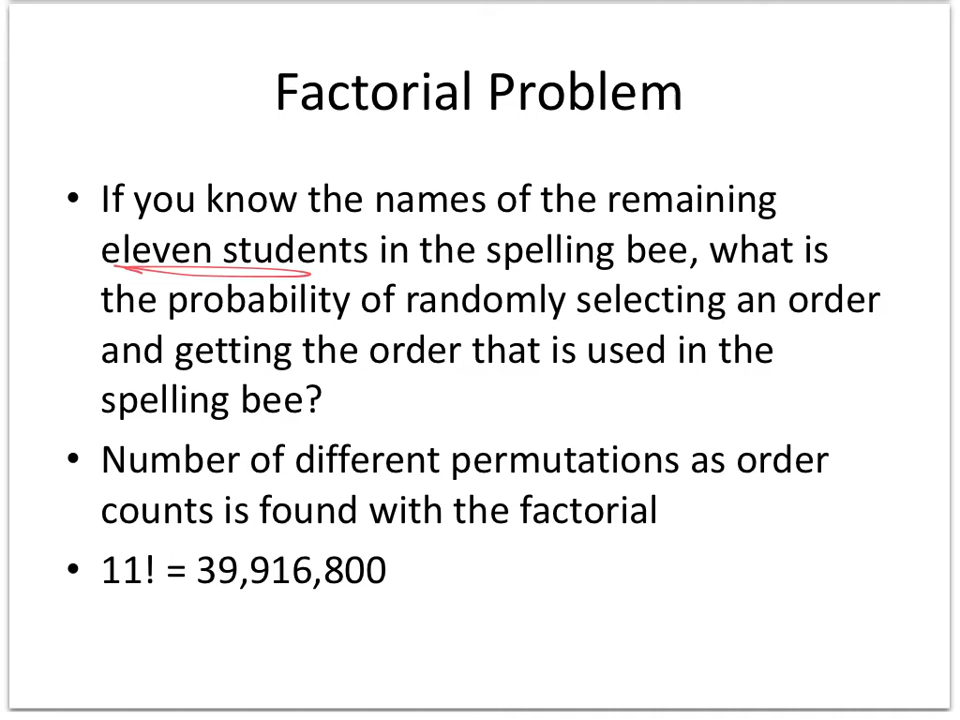 Factorial Problem
• If you know the names of the remaining
eleven students in the spelling bee, what is
the probability of randomly selecting an order
and getting the order that is used in the
spelling bee?
• Number of different permutations as order
counts is found with the factorial
• 11! = 39,916,800